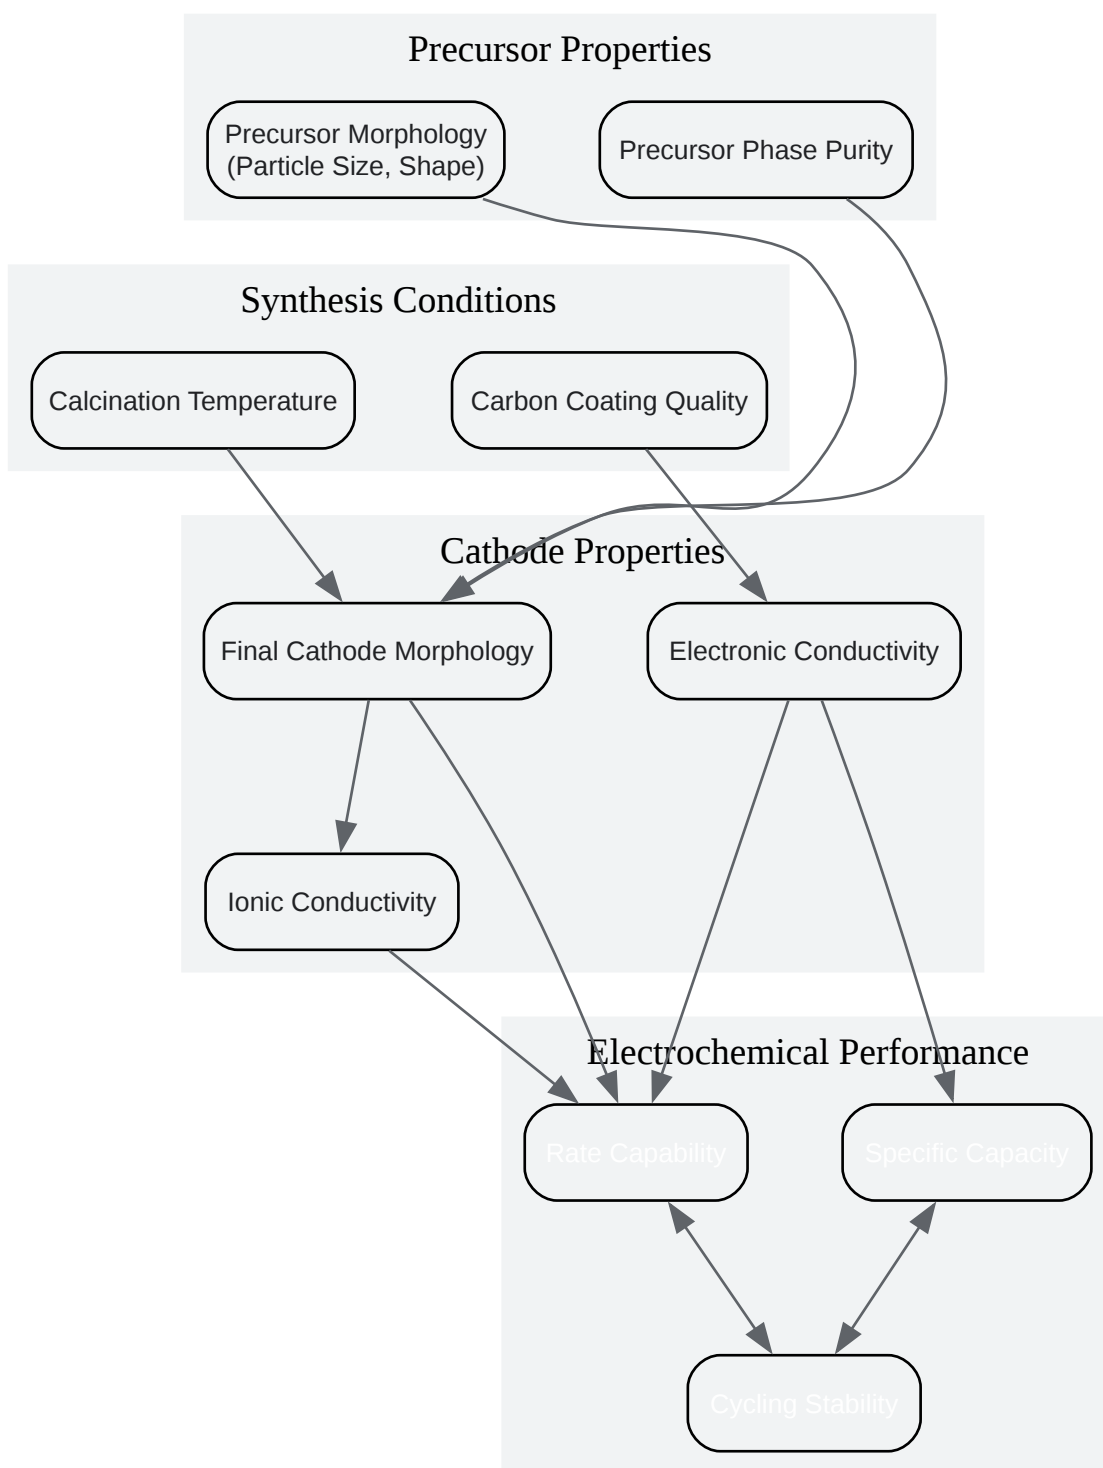 Precursor Properties
Precursor Morphology
(Particle Size, Shape)
Precursor Phase Purity
Synthesis Conditions
Calcination Temperature
Carbon Coating Quality
Cathode Properties
Final Cathode Morphology
Electronic Conductivity
Ionic Conductivity
Electrochemical Performance
Rate Capability
Specific Capacity
Cycling Stability